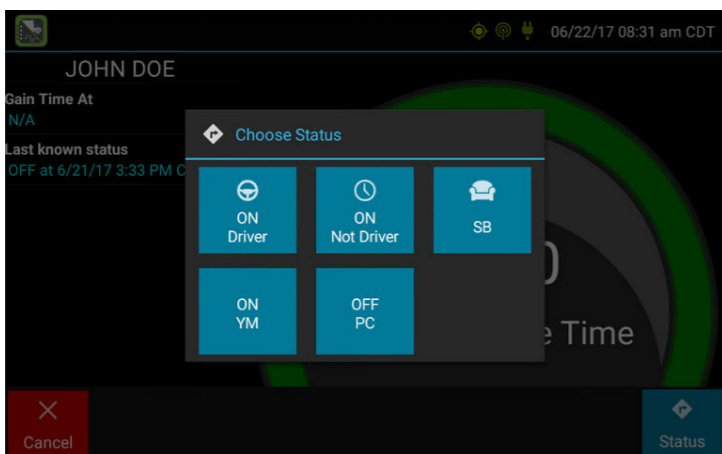 06/22/17 08:31 am CDT
JOHN DOE
Gain Time At
N/A
Last known status
OFF at 6/21/17 3:33 PM C
Choose Status
ON
Driver
ON
Not Driver
SB
ON
YM
OFF
PC
0
e Time
Cancel
Status